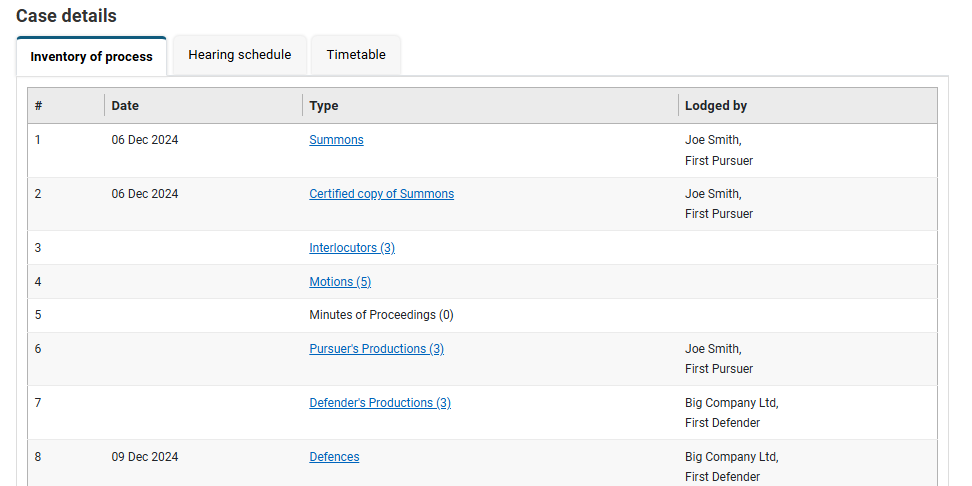 Case details
Inventory of process
Hearing schedule
Timetable
# Date Type Lodged by
1 06 Dec 2024 Summons Joe Smith,
First Pursuer
2 06 Dec 2024 Certified copy of Summons Joe Smith,
First Pursuer
3 Interlocutors (3)
4 Motions (5)
5 Minutes of Proceedings (0)
6 Pursuer's Productions (3) Joe Smith,
First Pursuer
7 Defender's Productions (3) Big Company Ltd,
First Defender
8 09 Dec 2024 Defences Big Company Ltd,
First Defender